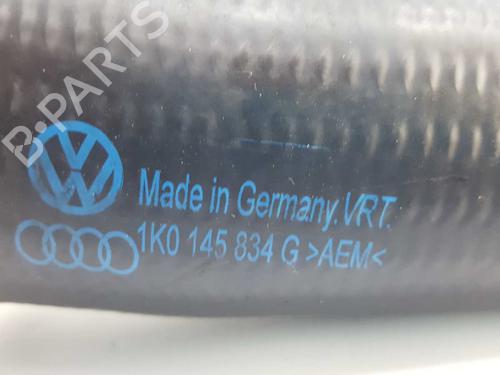 B-PARTS
Made in Germany.VRT.
1K0 145 834 G >AEM<